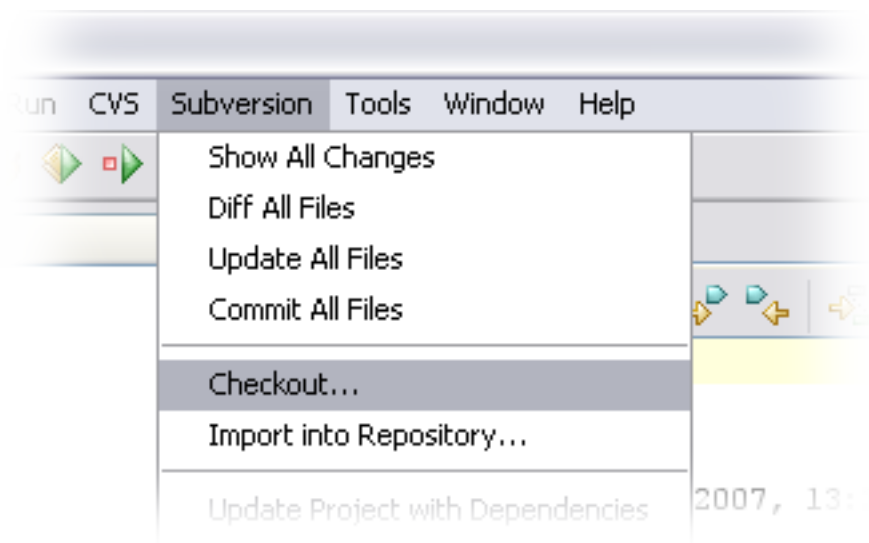 Run CVS Subversion Tools Window Help
Show All Changes
Diff All Files
Update All Files
Commit All Files
Checkout...
Import into Repository...
Update Project with Dependencies
2007, 13: